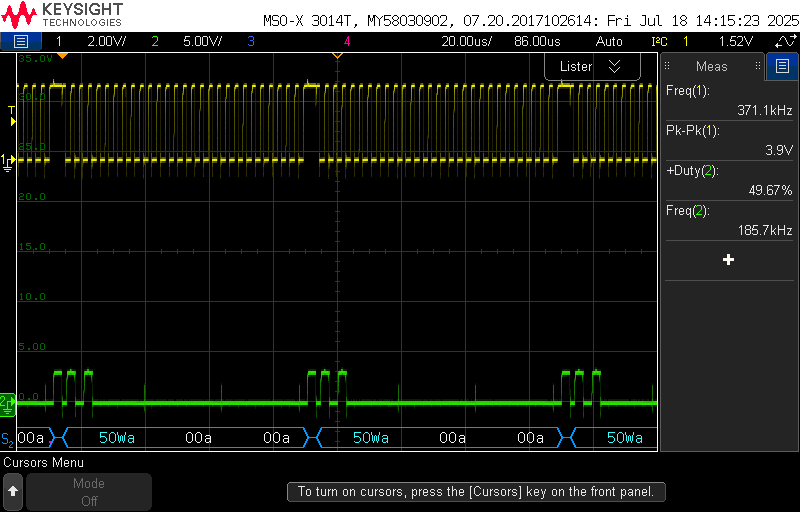 KEYSIGHT
TECHNOLOGIES
MSO-X 3014T, MY58030902, 07.20.2017102614: Fri Jul 18 14:15:23 2025
1 2.00V/ 2 5.00V/ 3 4 20.00us/ 86.00us Auto I²C 1 1.52V
35.0V
30.0
25.0
20.0
15.0
10.0
5.00
0.0
T
1
2
Lister
Meas
Freq(1):
371.1kHz
Pk-Pk(1):
3.9V
+Duty(2):
49.67%
Freq(2):
185.7kHz
S2 00a 50Wa 00a 00a 50Wa 00a 00a 50Wa
Cursors Menu
Mode
Off
To turn on cursors, press the [Cursors] key on the front panel.